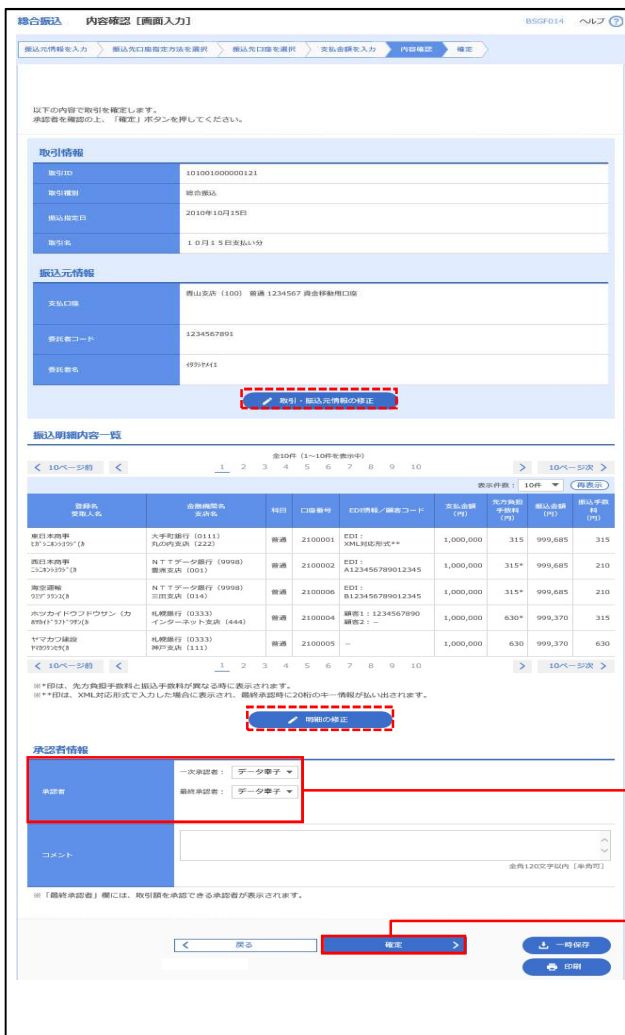 総合振込 内容確認［画面入力］ BSGF014 ヘルプ ?
振込元情報を入力 振込先口座指定方法を選択 振込先口座を選択 支払金額を入力 内容確認 確定
以下の内容で取引を確定します。
承認者を確認の上、「確定」ボタンを押してください。
取引情報
取引ID 101001000000121
取引種別 総合振込
振込指定日 2010年10月15日
取引名 １０月１５日支払い分
振込元情報
支払口座 青山支店（100） 普通 1234567 資金移動用口座
委託者コード 1234567891
委託者名
取引・振込元情報の修正
振込明細内容一覧
全10件（1～10件を表示中）
< 10ページ前 < 1 2 3 4 5 6 7 8 9 10 > 10ページ次 >
表示件数： 10件 再表示
登録名 受取人名 金融機関名 支店名 科目 口座番号 EDI情報／顧客コード 支払金額（円） 先方負担手数料（円） 振込金額（円） 振込手数料（円）
東日本商事 大手町銀行（0111） 丸の内支店（222） 普通 2100001 EDI： XML対応形式** 1,000,000 315 999,685 315
西日本商事 ＮＴＴデータ銀行（9998） 豊洲支店（001） 普通 2100002 EDI： A123456789012345 1,000,000 315* 999,685 210
海空運輸 ＮＴＴデータ銀行（9998） 三田支店（014） 普通 2100006 EDI： B123456789012345 1,000,000 315* 999,685 210
ホツカイドウフドウサン（カ 札幌銀行（0333） インターネット支店（444） 普通 2100004 顧客1：1234567890 顧客2：－ 1,000,000 630* 999,370 315
ヤマカワ建設 札幌銀行（0333） 神戸支店（111） 普通 2100005 － 1,000,000 630 999,370 630
< 10ページ前 < 1 2 3 4 5 6 7 8 9 10 > 10ページ次 >
※*印は、先方負担手数料と振込手数料が異なる時に表示されます。
※**印は、XML対応形式で入力した場合に表示され、最終承認時に20桁のキー情報が払い出されます。
明細の修正
承認者情報
承認者 一次承認者： データ幸子
最終承認者： データ幸子
コメント
全角120文字以内［半角可］
※「最終承認者」欄には、取引額を承認できる承認者が表示されます。
< 戻る 確定 > 一時保存
印刷